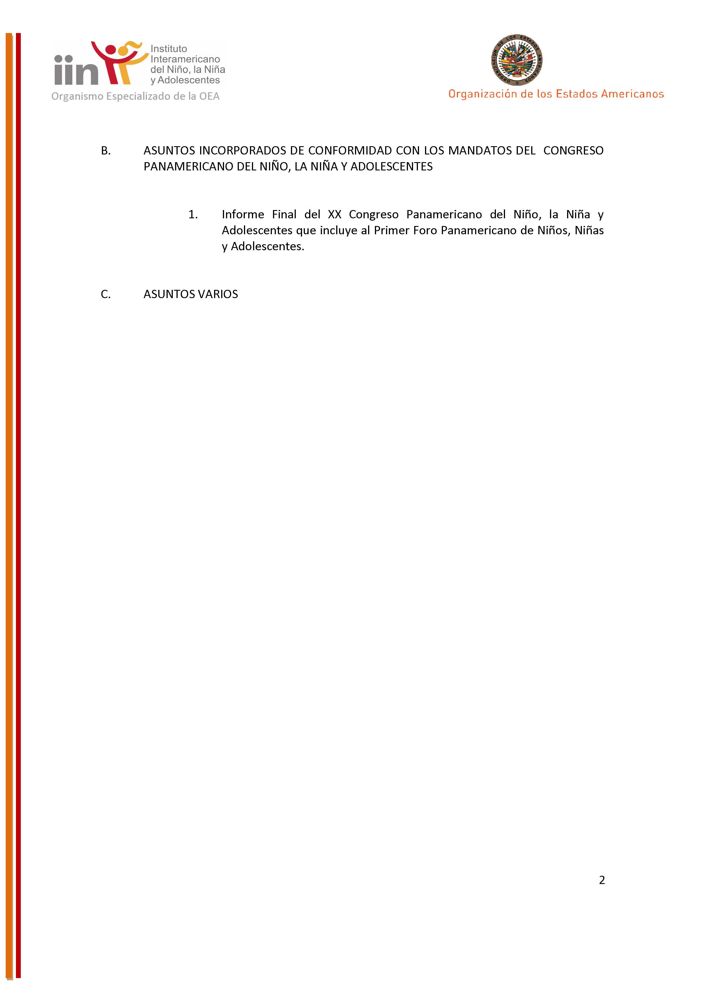 iin
Instituto
Interamericano
del Niño, la Niña
y Adolescentes
Organismo Especializado de la OEA
ORGANIZACION DE LOS ESTADOS AMERICANOS
Organización de los Estados Americanos
B. ASUNTOS INCORPORADOS DE CONFORMIDAD CON LOS MANDATOS DEL CONGRESO
PANAMERICANO DEL NIÑO, LA NIÑA Y ADOLESCENTES
1. Informe Final del XX Congreso Panamericano del Niño, la Niña y
Adolescentes que incluye al Primer Foro Panamericano de Niños, Niñas
y Adolescentes.
C. ASUNTOS VARIOS
2